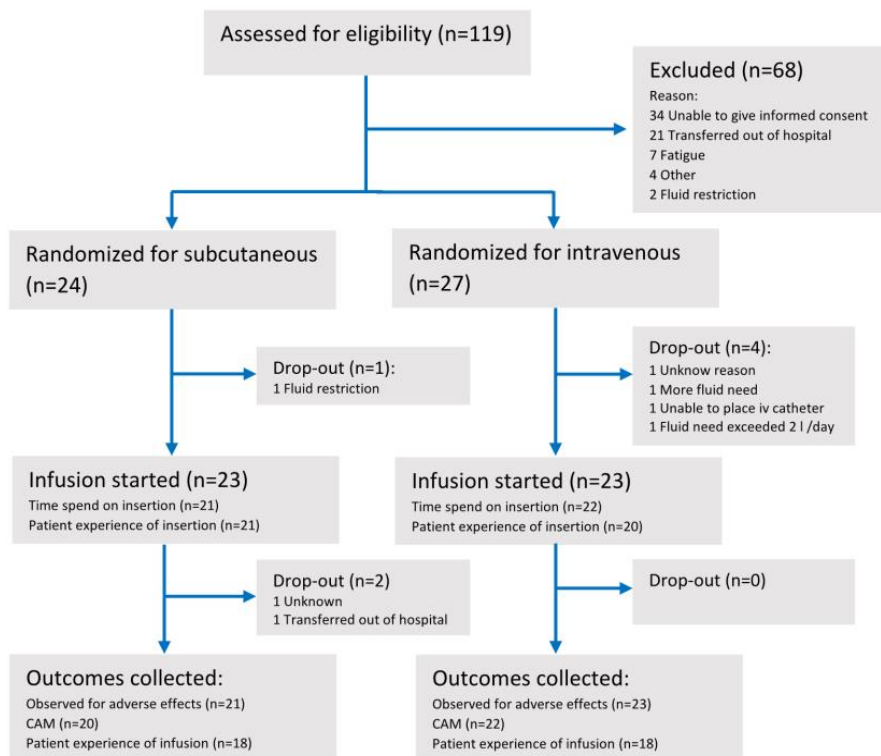 Assessed for eligibility (n=119)
Excluded (n=68)
Reason:
34 Unable to give informed consent
21 Transferred out of hospital
7 Fatigue
4 Other
2 Fluid restriction
Randomized for subcutaneous
(n=24)
Randomized for intravenous
(n=27)
Drop-out (n=1):
1 Fluid restriction
Drop-out (n=4):
1 Unknow reason
1 More fluid need
1 Unable to place iv catheter
1 Fluid need exceeded 2 l /day
Infusion started (n=23)
Time spend on insertion (n=21)
Patient experience of insertion (n=21)
Infusion started (n=23)
Time spend on insertion (n=22)
Patient experience of insertion (n=20)
Drop-out (n=2)
1 Unknown
1 Transferred out of hospital
Drop-out (n=0)
Outcomes collected:
Observed for adverse effects (n=21)
CAM (n=20)
Patient experience of infusion (n=18)
Outcomes collected:
Observed for adverse effects (n=23)
CAM (n=22)
Patient experience of infusion (n=18)